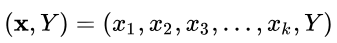 (𝐱, Y) = (x₁, x₂, x₃, …, xₖ, Y)